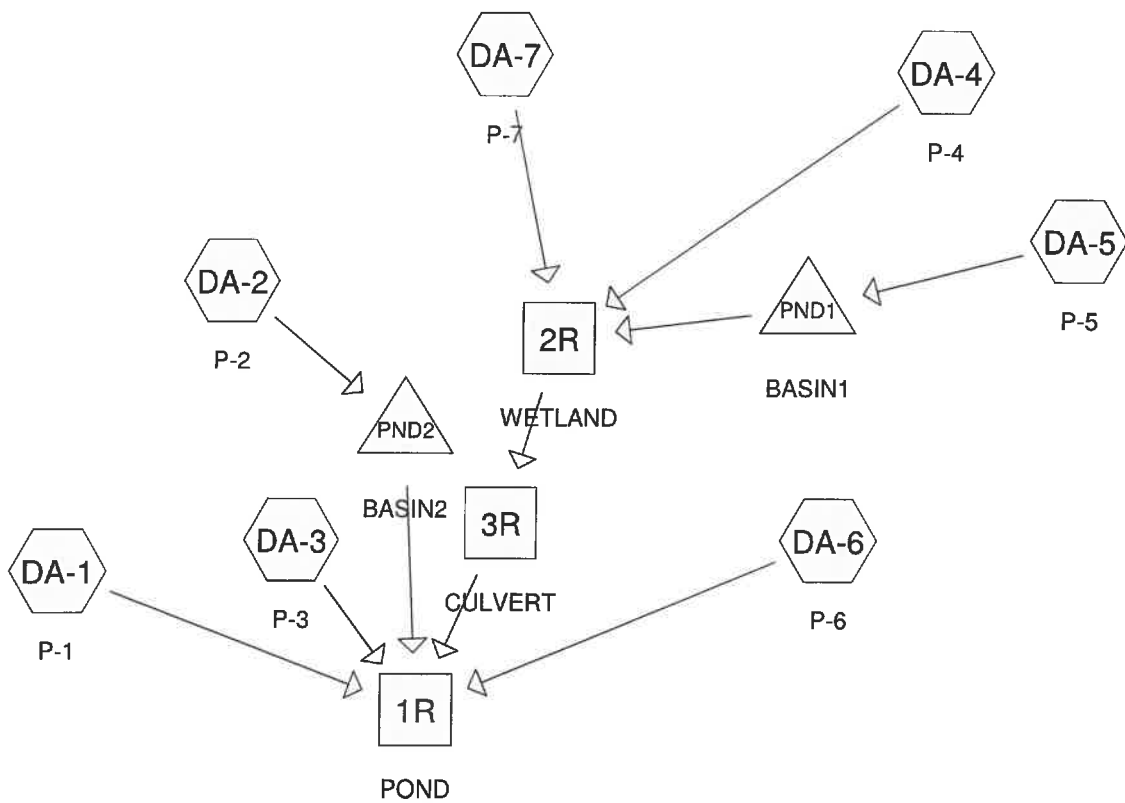 DA-7
P-7
DA-4
P-4
DA-5
P-5
DA-2
P-2
2R
WETLAND
PND1
BASIN1
PND2
BASIN2
3R
CULVERT
DA-1
P-1
DA-3
P-3
DA-6
P-6
1R
POND